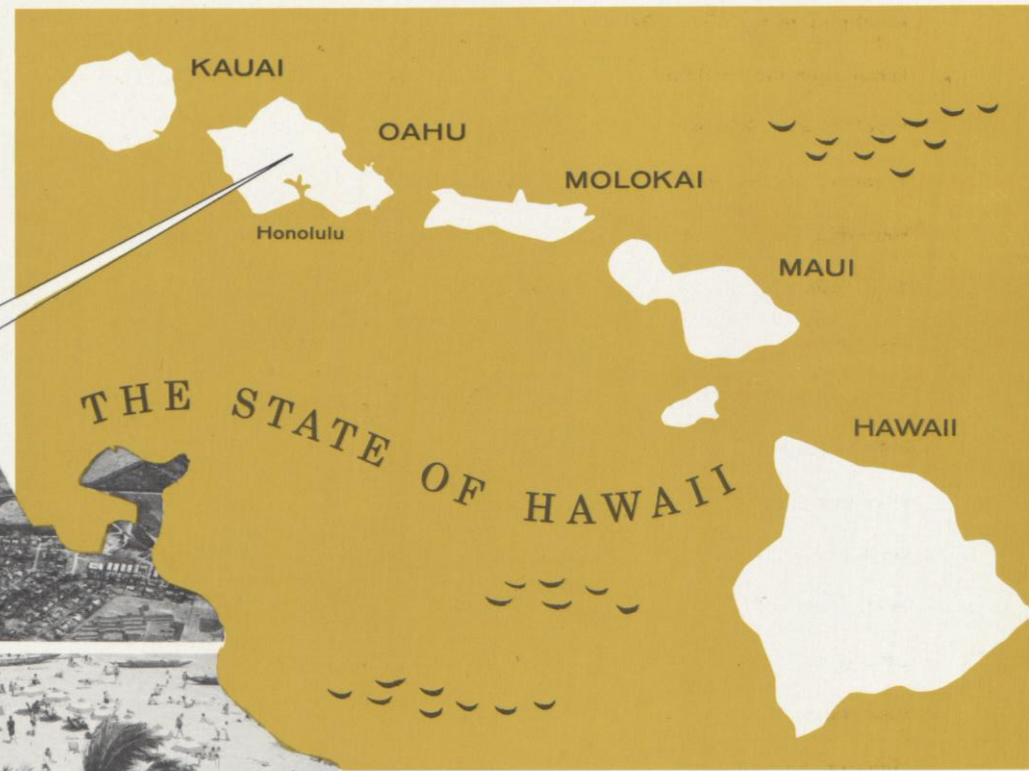 KAUAI
OAHU
MOLOKAI
Honolulu
MAUI
THE STATE OF HAWAII
HAWAII